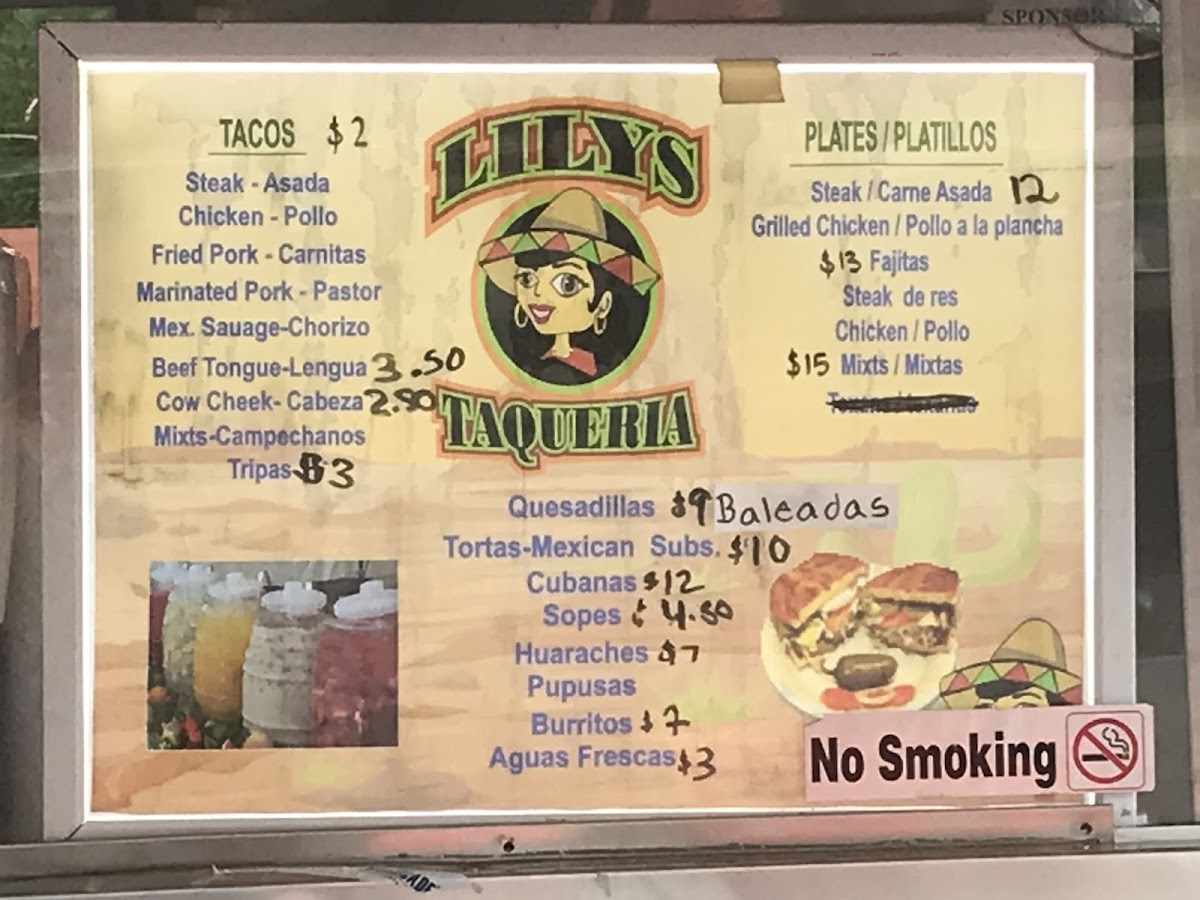 SPONSOR
TACOS $2
Steak - Asada
Chicken - Pollo
Fried Pork - Carnitas
Marinated Pork - Pastor
Mex. Sauage-Chorizo
Beef Tongue-Lengua 3.50
Cow Cheek- Cabeza 2.90
Mixts-Campechanos
Tripas $3
LILYS
TAQUERIA
PLATES / PLATILLOS
Steak / Carne Asada 12
Grilled Chicken / Pollo a la plancha
$13 Fajitas
Steak de res
Chicken / Pollo
$15 Mixts / Mixtas
Quesadillas $9 Baleadas
Tortas-Mexican Subs. $10
Cubanas $12
Sopes $ 4.50
Huaraches $7
Pupusas
Burritos $7
Aguas Frescas $3
No Smoking